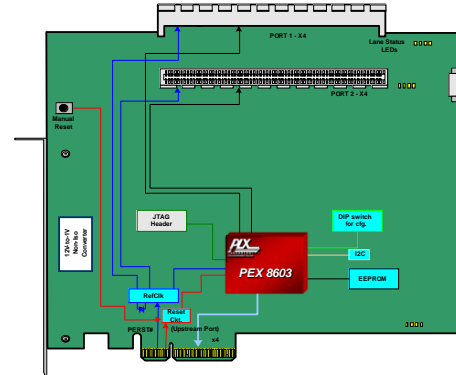 PORT 1 - X4
Lane Status
LEDs
PORT 2 - X4
Manual
Reset
JTAG
Header
DIP switch
for cfg.
12V-to-1V
Non-Iso
Converter
PLX
I2C
PEX 8603
EEPROM
RefClk
Reset
Ckt.
PERST#
(Upstream Port)
x4